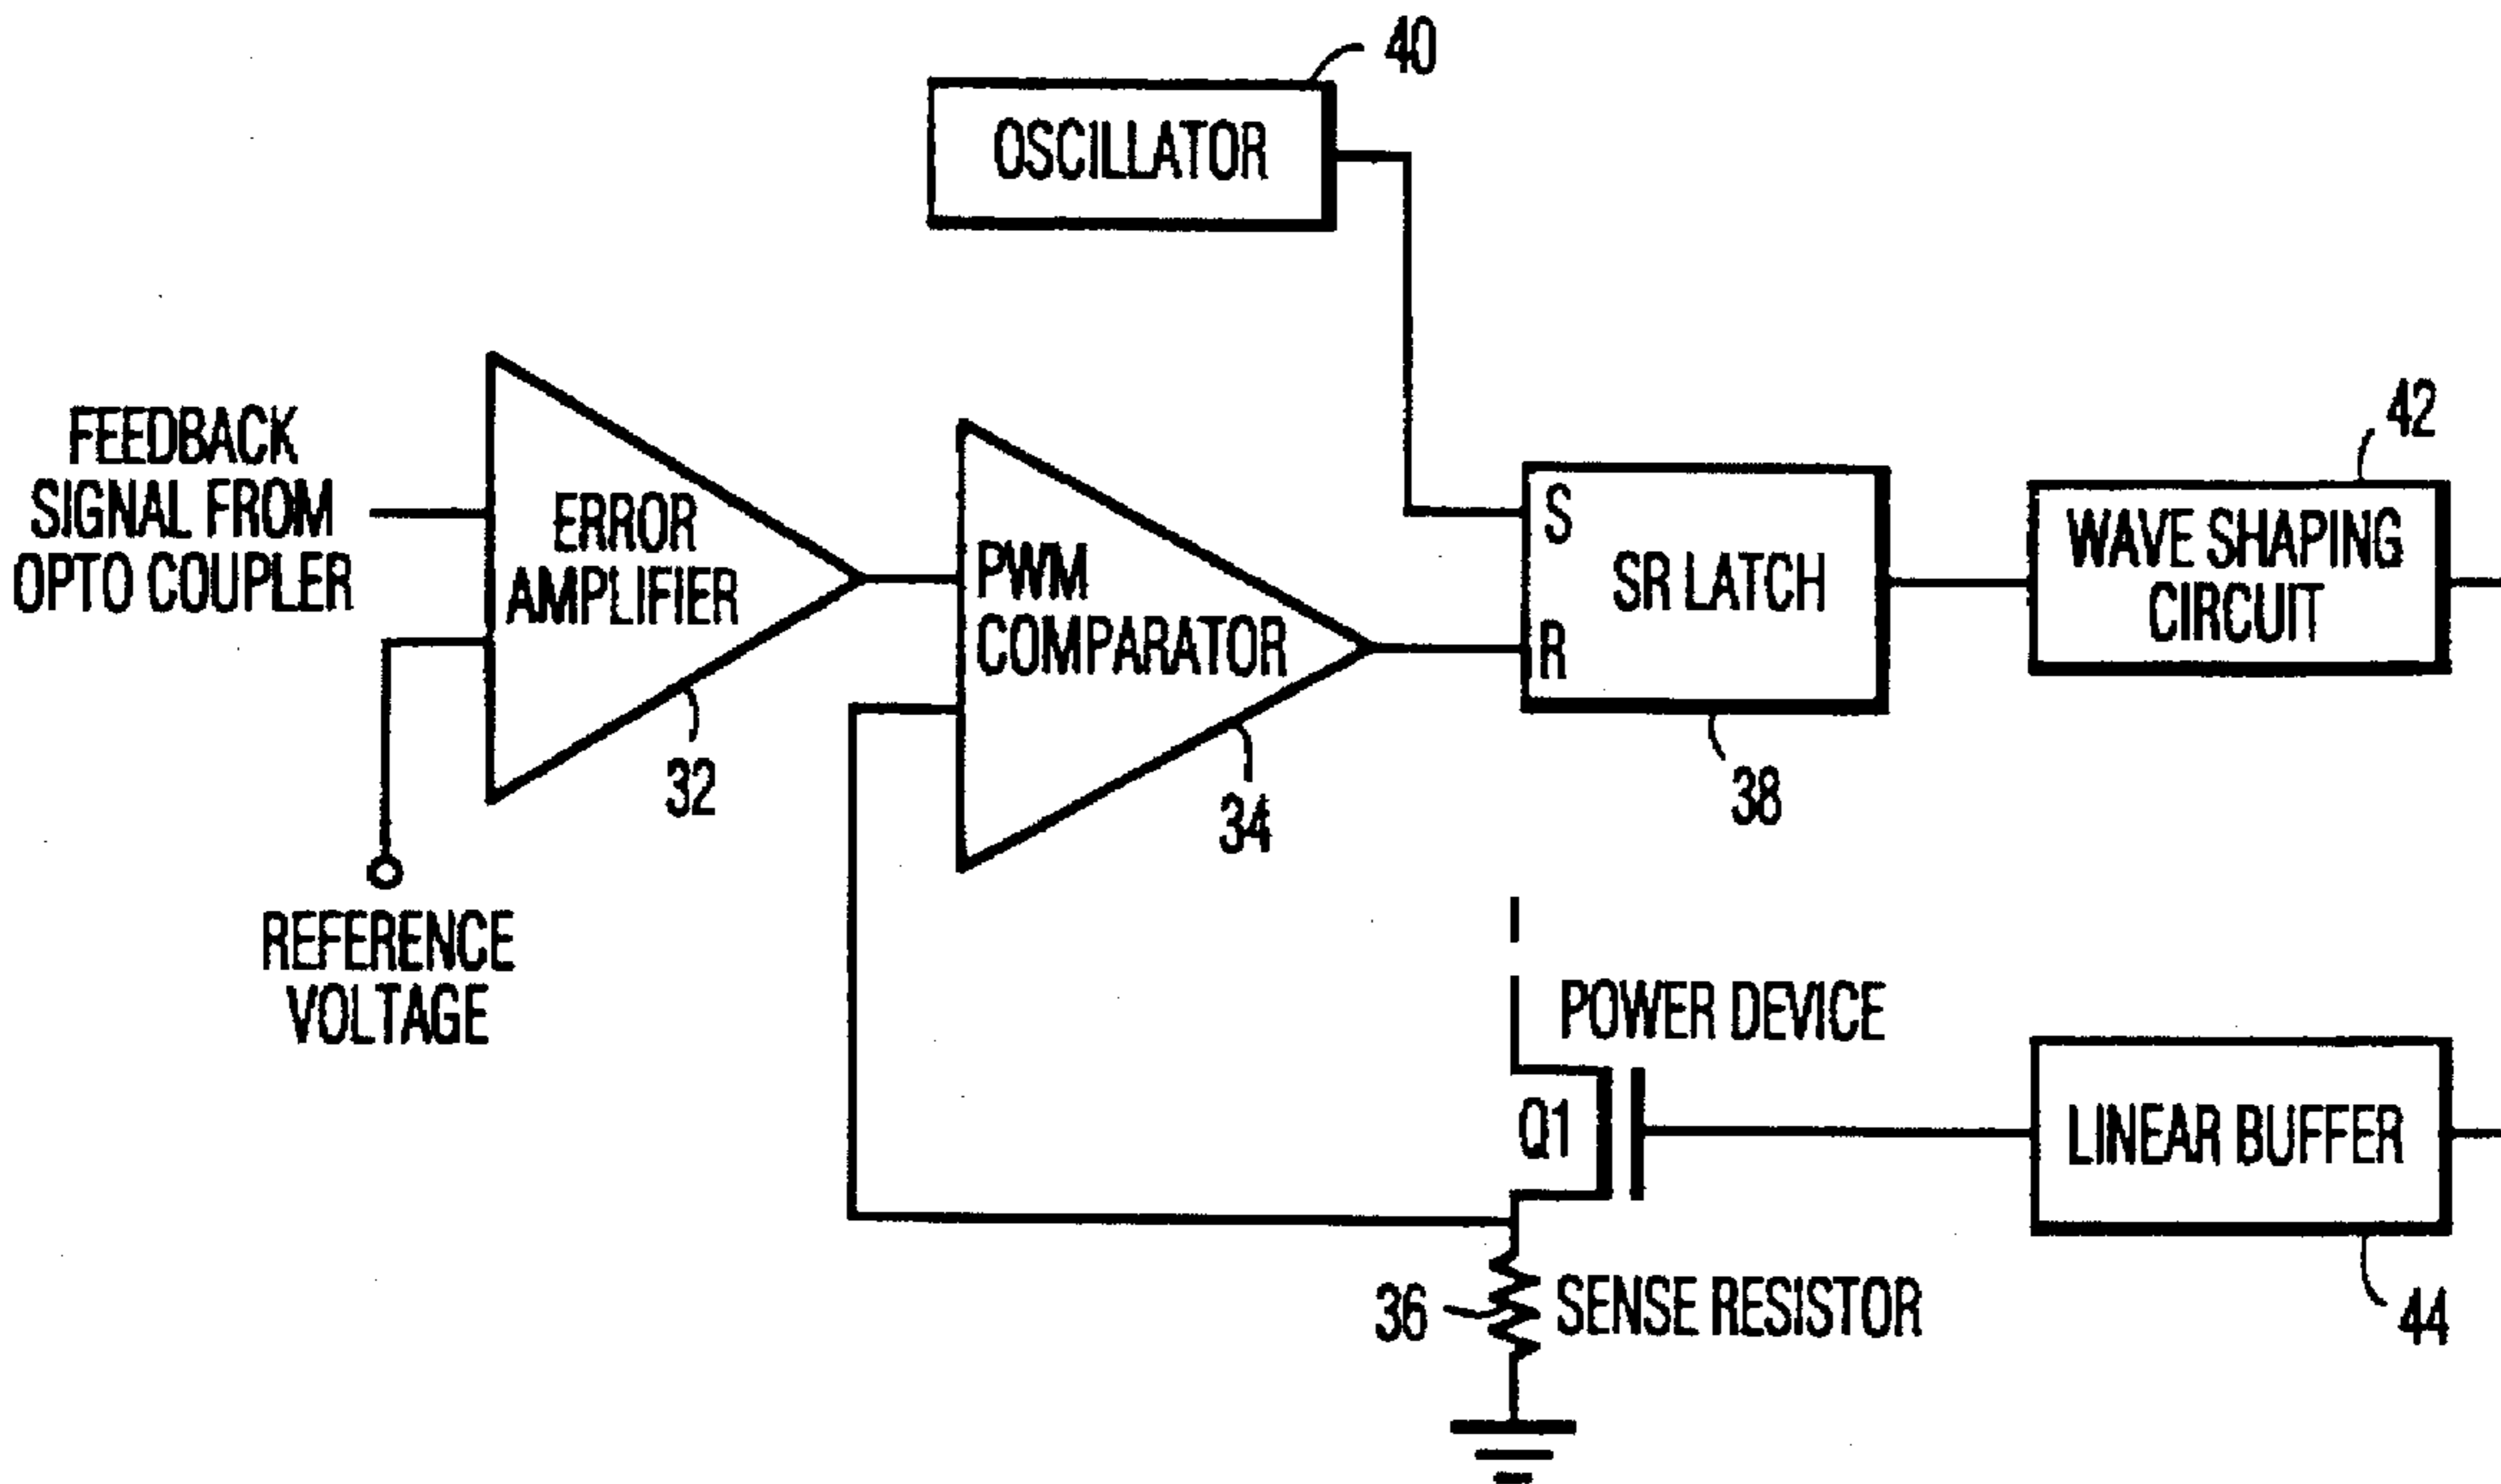 40
OSCILLATOR
42
FEEDBACK
SIGNAL FROM
OPTO COUPLER
ERROR
AMPLIFIER
PWM
COMPARATOR
S
SR LATCH
R
WAVE SHAPING
CIRCUIT
32
34
38
REFERENCE
VOLTAGE
POWER DEVICE
Q1
LINEAR BUFFER
36
SENSE RESISTOR
44